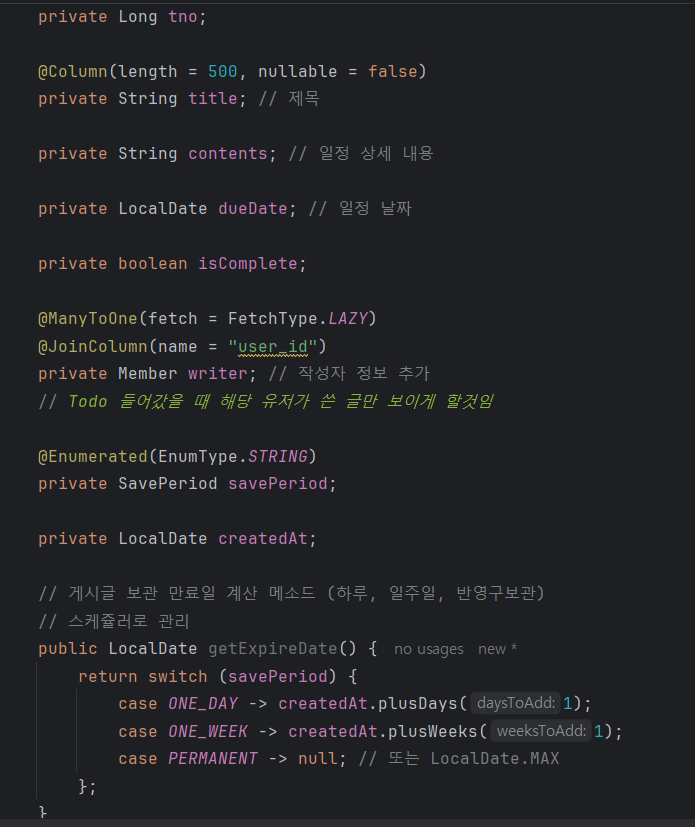 private Long tno;
@Column(length = 500, nullable = false)
private String title; // 제목
private String contents; // 일정 상세 내용
private LocalDate dueDate; // 일정 날짜
private boolean isComplete;
@ManyToOne(fetch = FetchType.LAZY)
@JoinColumn(name = "user_id")
private Member writer; // 작성자 정보 추가
// Todo 들어갔을 때 해당 유저가 쓴 글만 보이게 할것임
@Enumerated(EnumType.STRING)
private SavePeriod savePeriod;
private LocalDate createdAt;
// 게시글 보관 만료일 계산 메소드 (하루, 일주일, 반영구보관)
// 스케쥴러로 관리
public LocalDate getExpireDate() { no usages new *
return switch (savePeriod) {
case ONE_DAY -> createdAt.plusDays( daysToAdd: 1);
case ONE_WEEK -> createdAt.plusWeeks( weeksToAdd: 1);
case PERMANENT -> null; // 또는 LocalDate.MAX
};
}